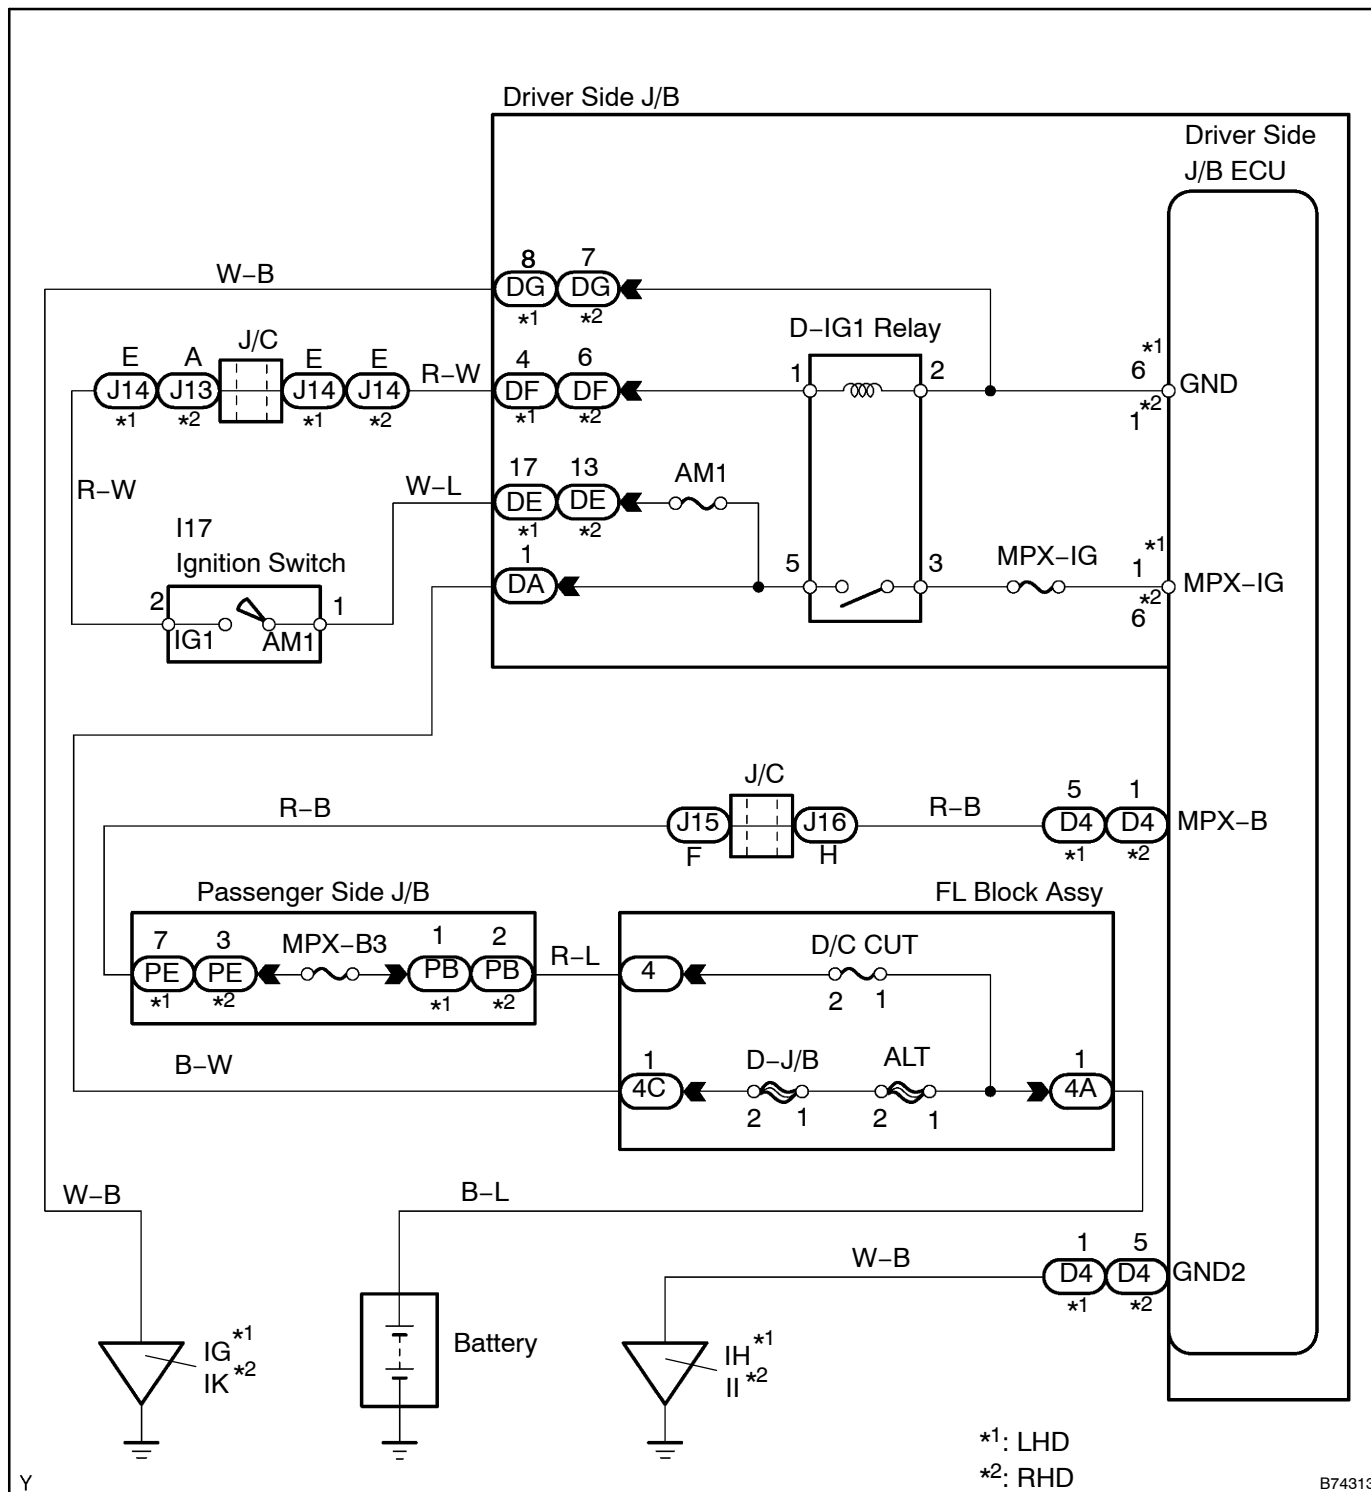 Driver Side J/B
Driver Side
J/B ECU
8 7
W–B
DG DG
*1 *2
D–IG1 Relay
J/C
E A E E
R–W
4 6
1 2
*1
6
J14 J13 J14 J14
DF DF
GND
*1 *2 *1 *2
*1 *2
*2
1
17 13
AM1
R–W
W–L
DE DE
*1 *2
I17
Ignition Switch
1
DA
5 3
MPX–IG
*1
1
MPX–IG
*2
6
2 1
IG1 AM1
J/C
R–B
J15 J16
F H
R–B
5 1
D4 D4
*1 *2
MPX–B
Passenger Side J/B
FL Block Assy
7 3
MPX–B3
1 2
PE PE
PB PB
*1 *2
*1 *2
R–L
4
D/C CUT
2 1
B–W
1
4C
D–J/B
ALT
1
4A
2 1 2 1
W–B
B–L
W–B
1 5
D4 D4
*1 *2
GND2
IG*1
IK*2
Battery
IH*1
II*2
*1: LHD
*2: RHD
Y
B74313